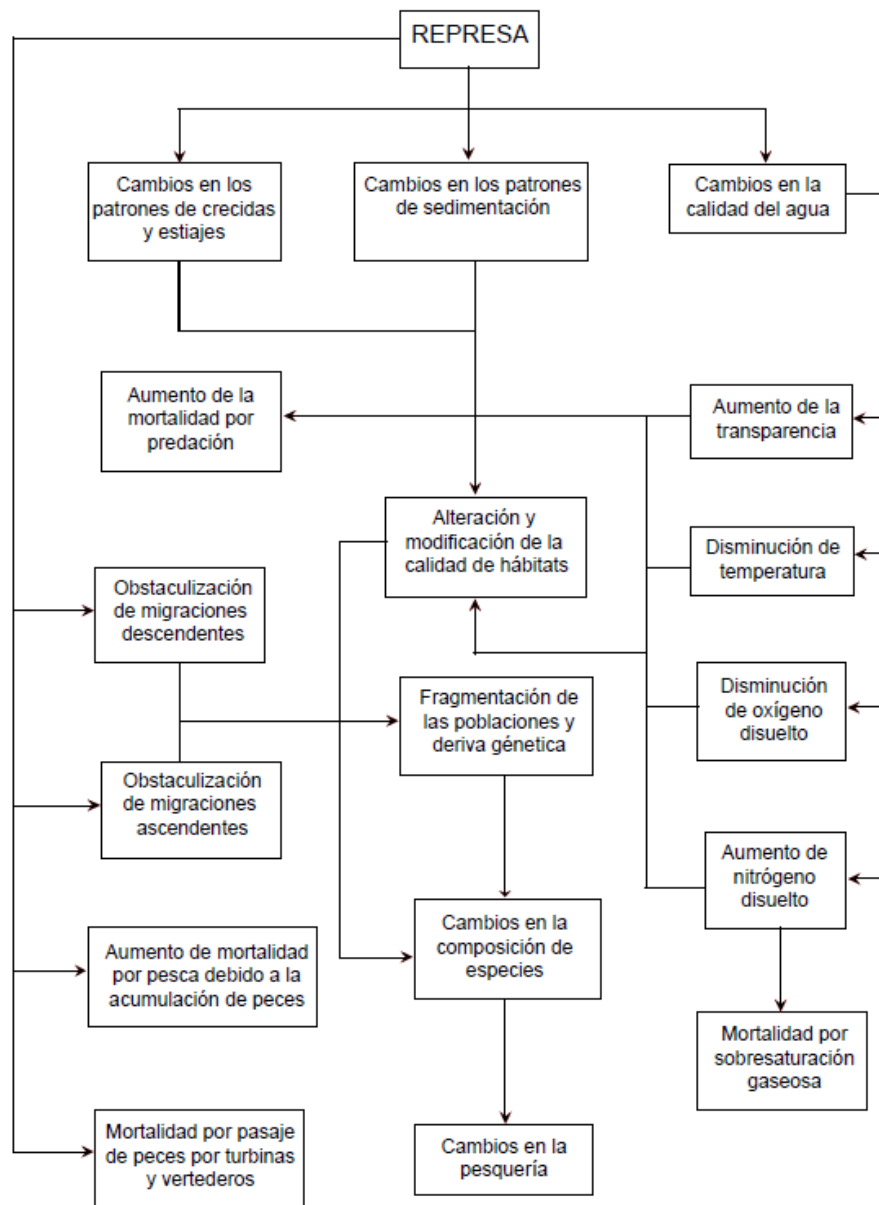 REPRESA
Cambios en los
patrones de crecidas
y estiajes
Cambios en los patrones
de sedimentación
Cambios en la
calidad del agua
Aumento de la
mortalidad por
predación
Aumento de la
transparencia
Alteración y
modificación de la
calidad de hábitats
Disminución de
temperatura
Obstaculización
de migraciones
descendentes
Fragmentación de
las poblaciones y
deriva génetica
Disminución
de oxígeno
disuelto
Obstaculización
de migraciones
ascendentes
Aumento de
nitrógeno
disuelto
Cambios en la
composición de
especies
Aumento de mortalidad
por pesca debido a la
acumulación de peces
Mortalidad por
sobresaturación
gaseosa
Mortalidad por pasaje
de peces por turbinas
y vertederos
Cambios en la
pesquería